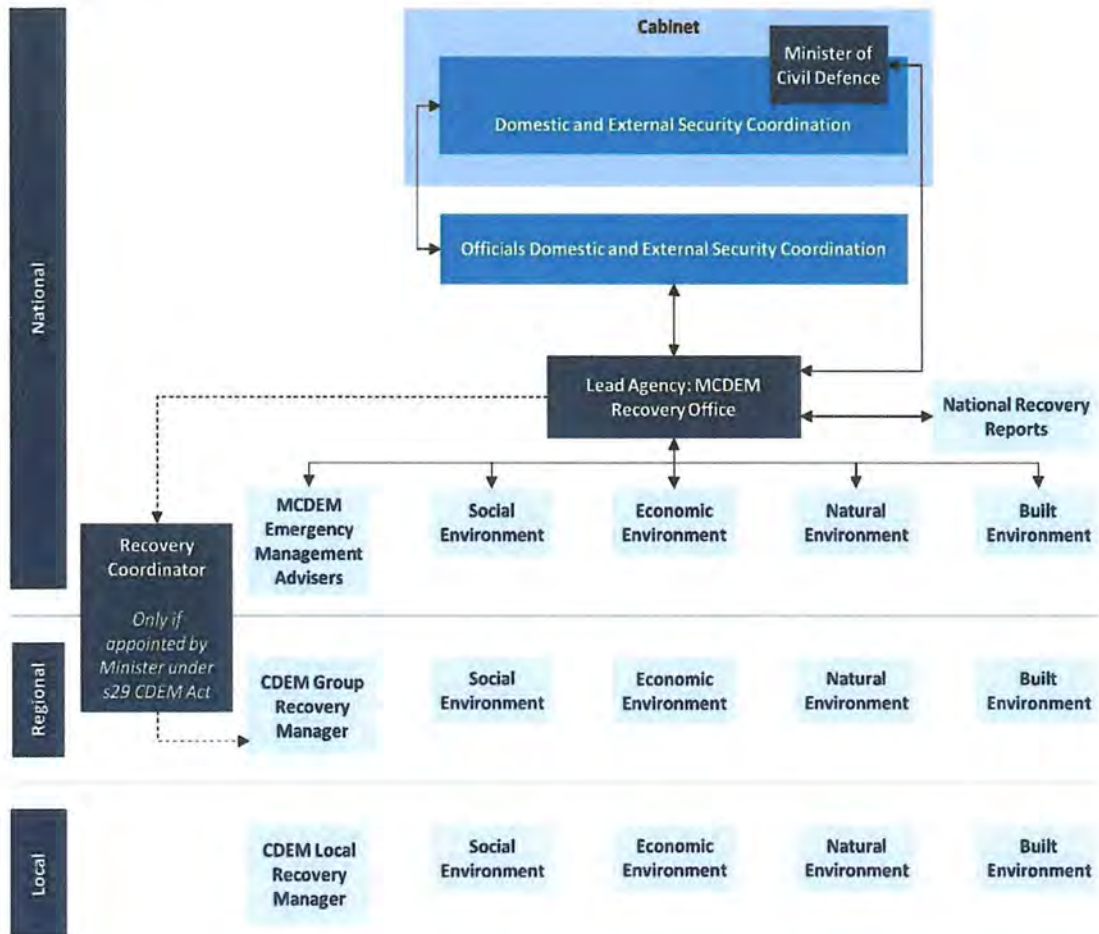 National
Cabinet
Minister of
Civil Defence
Domestic and External Security Coordination
Officials Domestic and External Security Coordination
Lead Agency: MCDEM
Recovery Office
National Recovery
Reports
MCDEM
Emergency
Management
Advisers
Social
Environment
Economic
Environment
Natural
Environment
Built
Environment
Recovery
Coordinator
Only if
appointed by
Minister under
s29 CDEM Act
Regional
CDEM Group
Recovery
Manager
Social
Environment
Economic
Environment
Natural
Environment
Built
Environment
Local
CDEM Local
Recovery
Manager
Social
Environment
Economic
Environment
Natural
Environment
Built
Environment